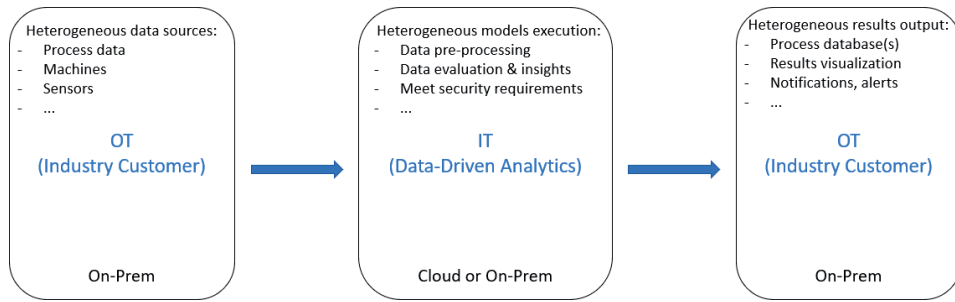 Heterogeneous data sources:
- Process data
- Machines
- Sensors
- ...
OT
(Industry Customer)
On-Prem
Heterogeneous models execution:
- Data pre-processing
- Data evaluation & insights
- Meet security requirements
- ...
IT
(Data-Driven Analytics)
Cloud or On-Prem
Heterogeneous results output:
- Process database(s)
- Results visualization
- Notifications, alerts
- ...
OT
(Industry Customer)
On-Prem